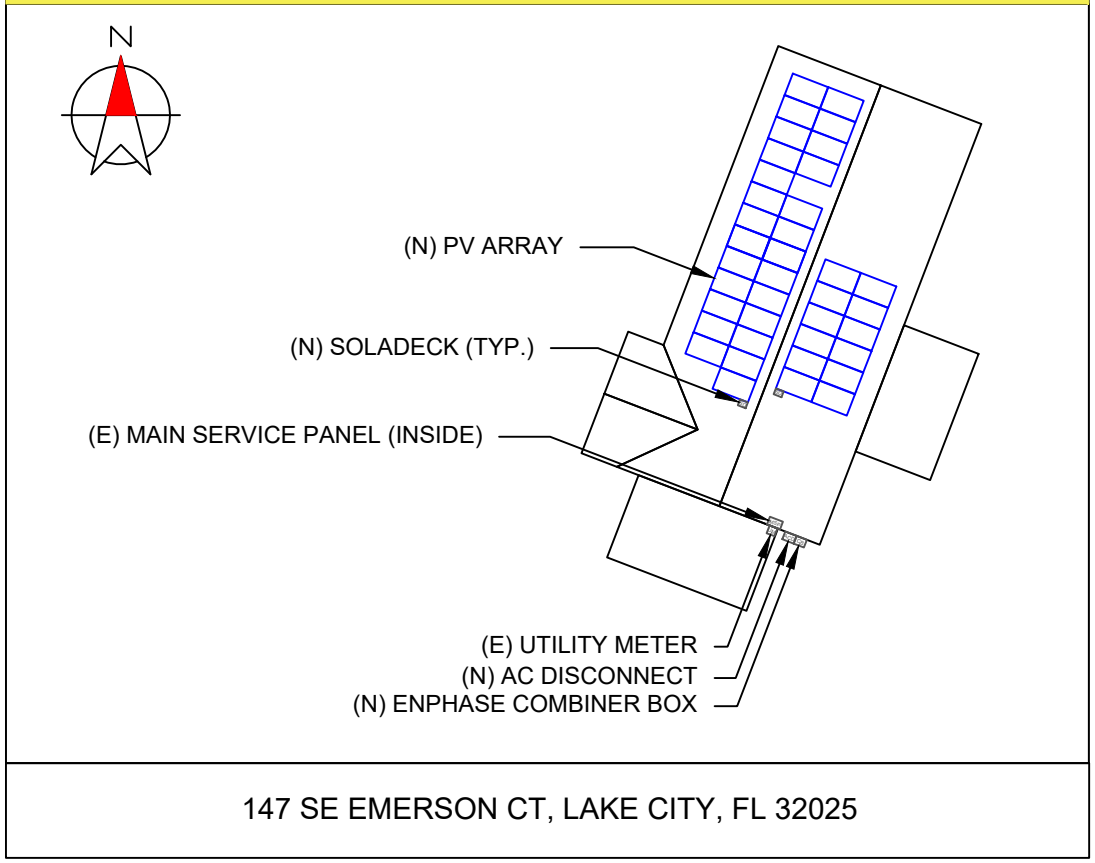 N
(N) PV ARRAY
(N) SOLADECK (TYP.)
(E) MAIN SERVICE PANEL (INSIDE)
(E) UTILITY METER
(N) AC DISCONNECT
(N) ENPHASE COMBINER BOX
147 SE EMERSON CT, LAKE CITY, FL 32025